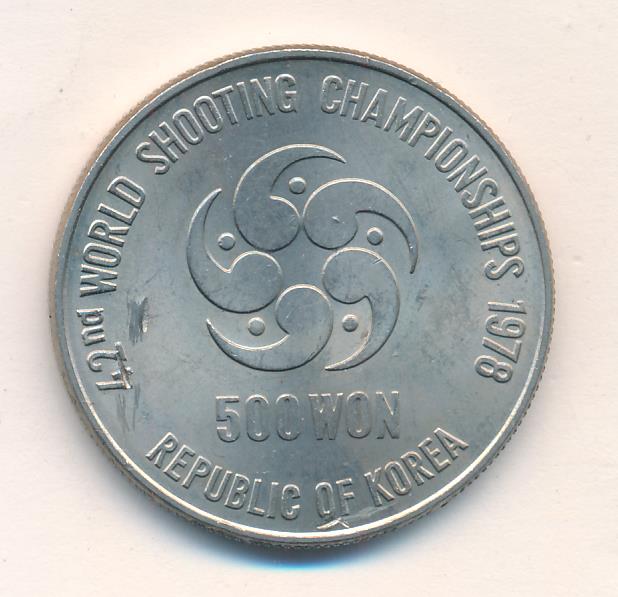 42nd WORLD SHOOTING CHAMPIONSHIPS 1978
500 WON
REPUBLIC OF KOREA